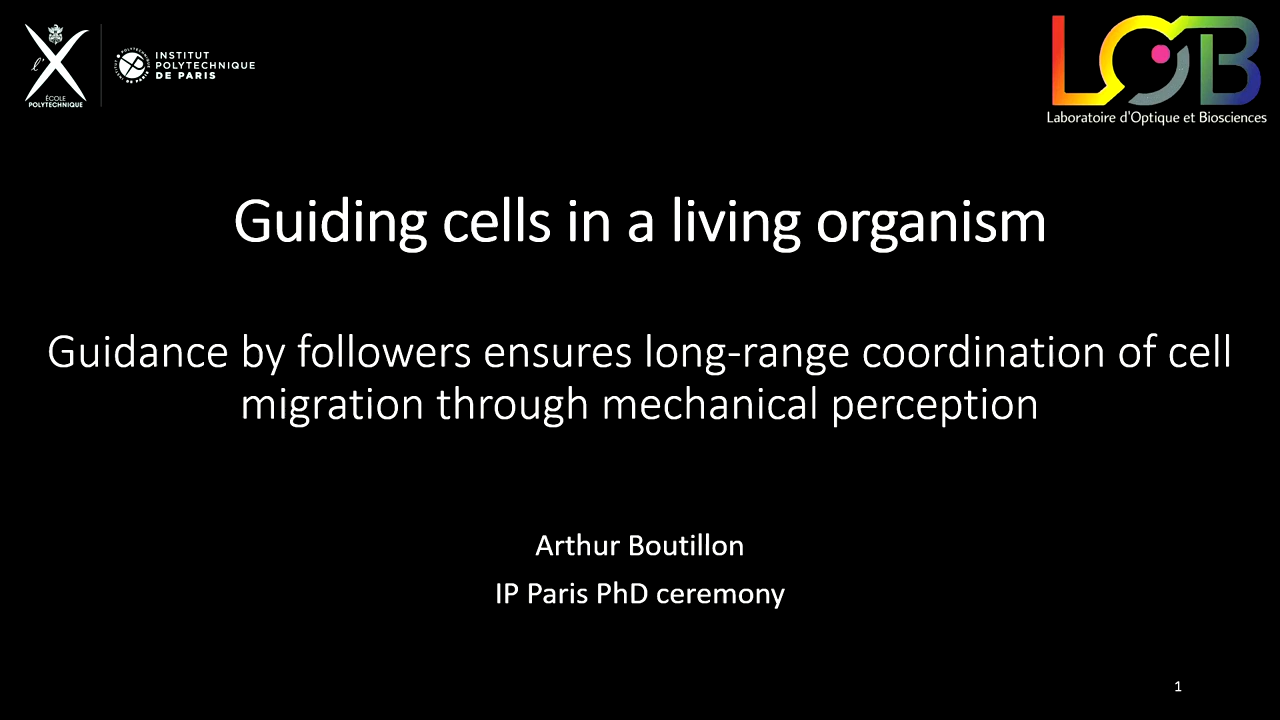 l'
ÉCOLE
POLYTECHNIQUE
INSTITUT
POLYTECHNIQUE
DE PARIS
LOB
Laboratoire d'Optique et Biosciences
Guiding cells in a living organism
Guidance by followers ensures long-range coordination of cell
migration through mechanical perception
Arthur Boutillon
IP Paris PhD ceremony
1